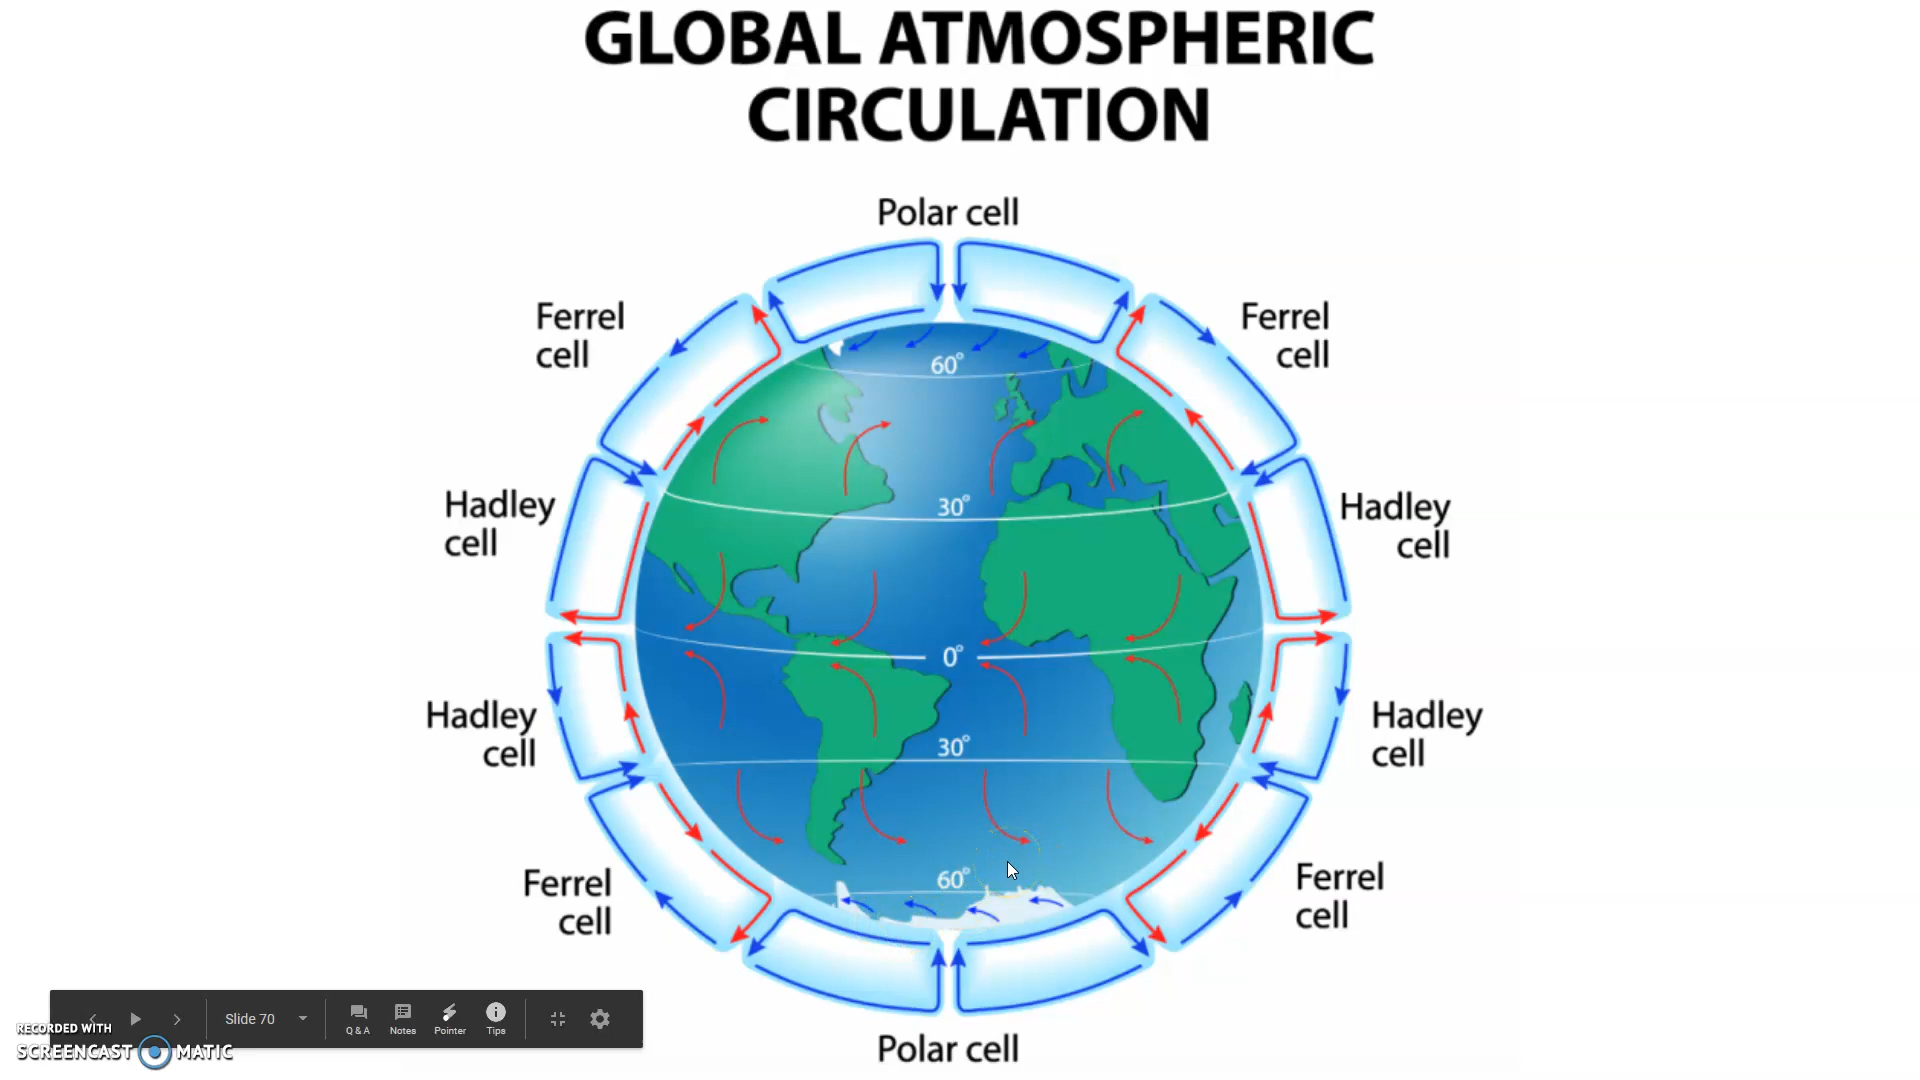 GLOBAL ATMOSPHERIC
CIRCULATION
Polar cell
Ferrel
cell
Ferrel
cell
60°
Hadley
cell
30°
Hadley
cell
0°
Hadley
cell
30°
Hadley
cell
Ferrel
cell
60°
Ferrel
cell
Polar cell
Slide 70
Q & A
Notes
Pointer
Tips
RECORDED WITH
SCREENCAST MATIC